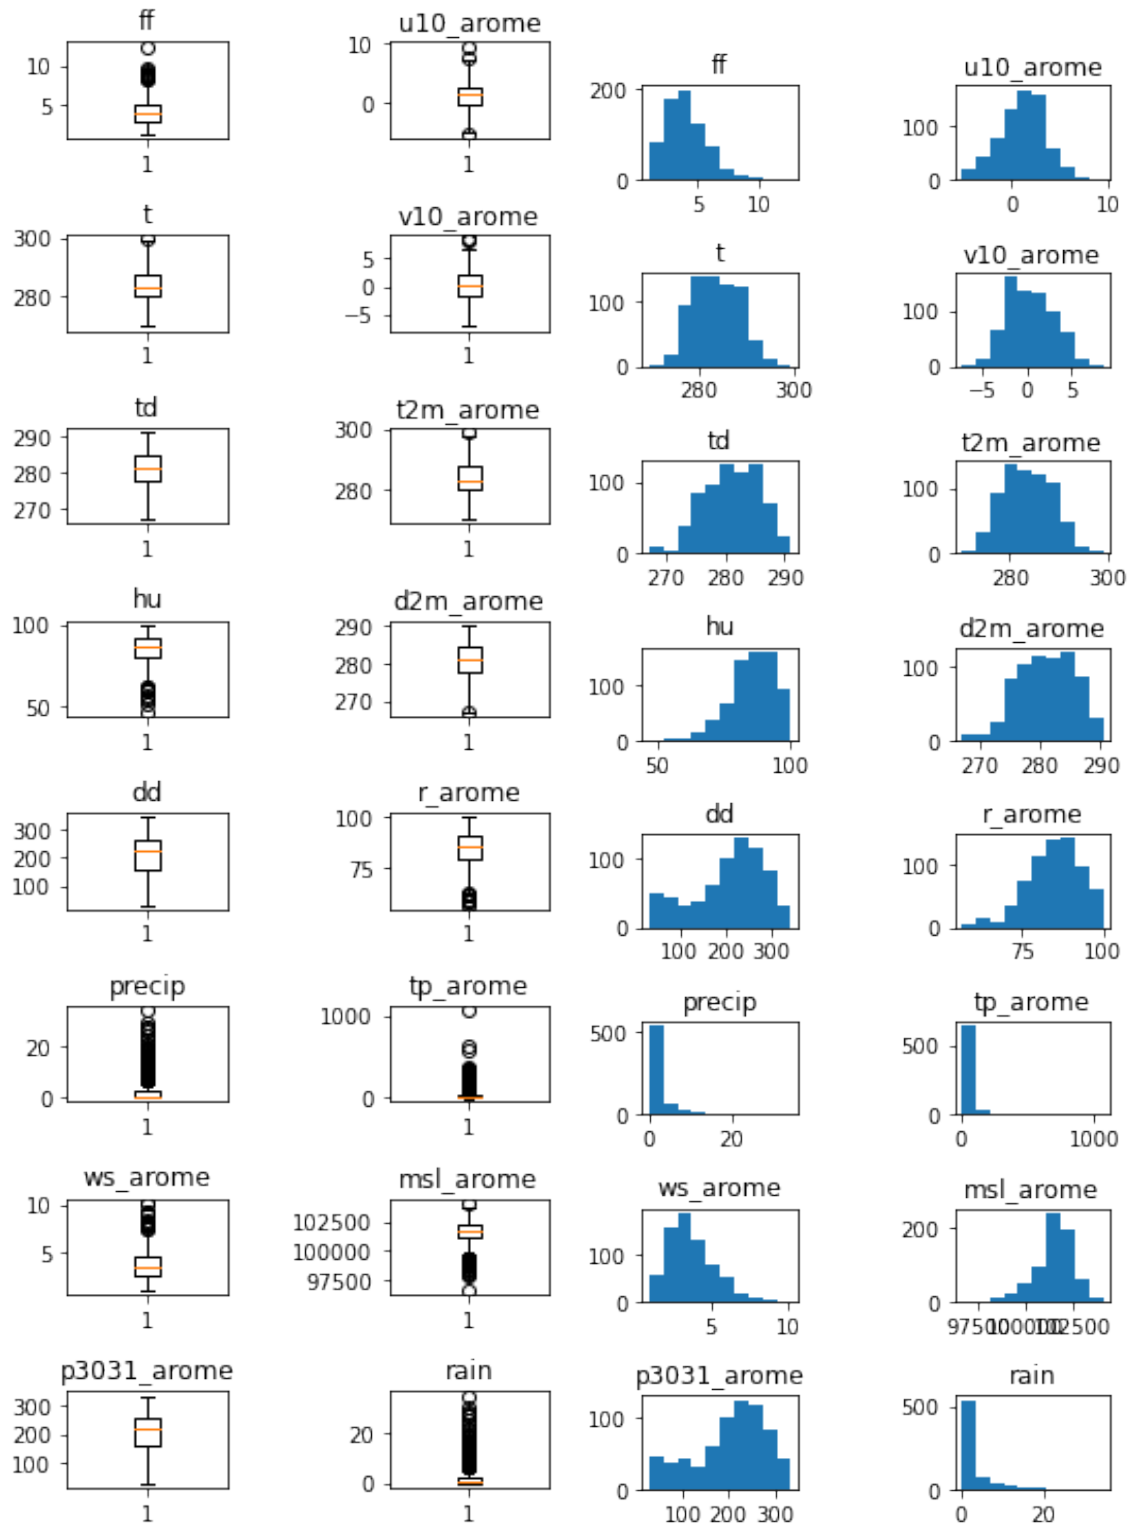 ff
10
5
1
u10_arome
10
0
1
t
300
280
1
v10_arome
5
0
−5
1
td
290
280
270
1
t2m_arome
300
280
1
hu
100
50
1
d2m_arome
290
280
270
1
dd
300
200
100
1
r_arome
100
75
1
precip
20
0
1
tp_arome
1000
0
1
ws_arome
10
5
1
msl_arome
102500
100000
97500
1
p3031_arome
300
200
100
1
rain
20
0
1
ff
200
0
5 10
u10_arome
100
0
0 10
t
100
0
280 300
v10_arome
100
0
−5 0 5
td
100
0
270 280 290
t2m_arome
100
0
280 300
hu
100
0
50 100
d2m_arome
100
0
270 280 290
dd
100
0
100 200 300
r_arome
100
0
75 100
precip
500
0
0 20
tp_arome
500
0
0 1000
ws_arome
100
0
5 10
msl_arome
200
0
97500 100000 102500
p3031_arome
100
0
100 200 300
rain
500
0
0 20